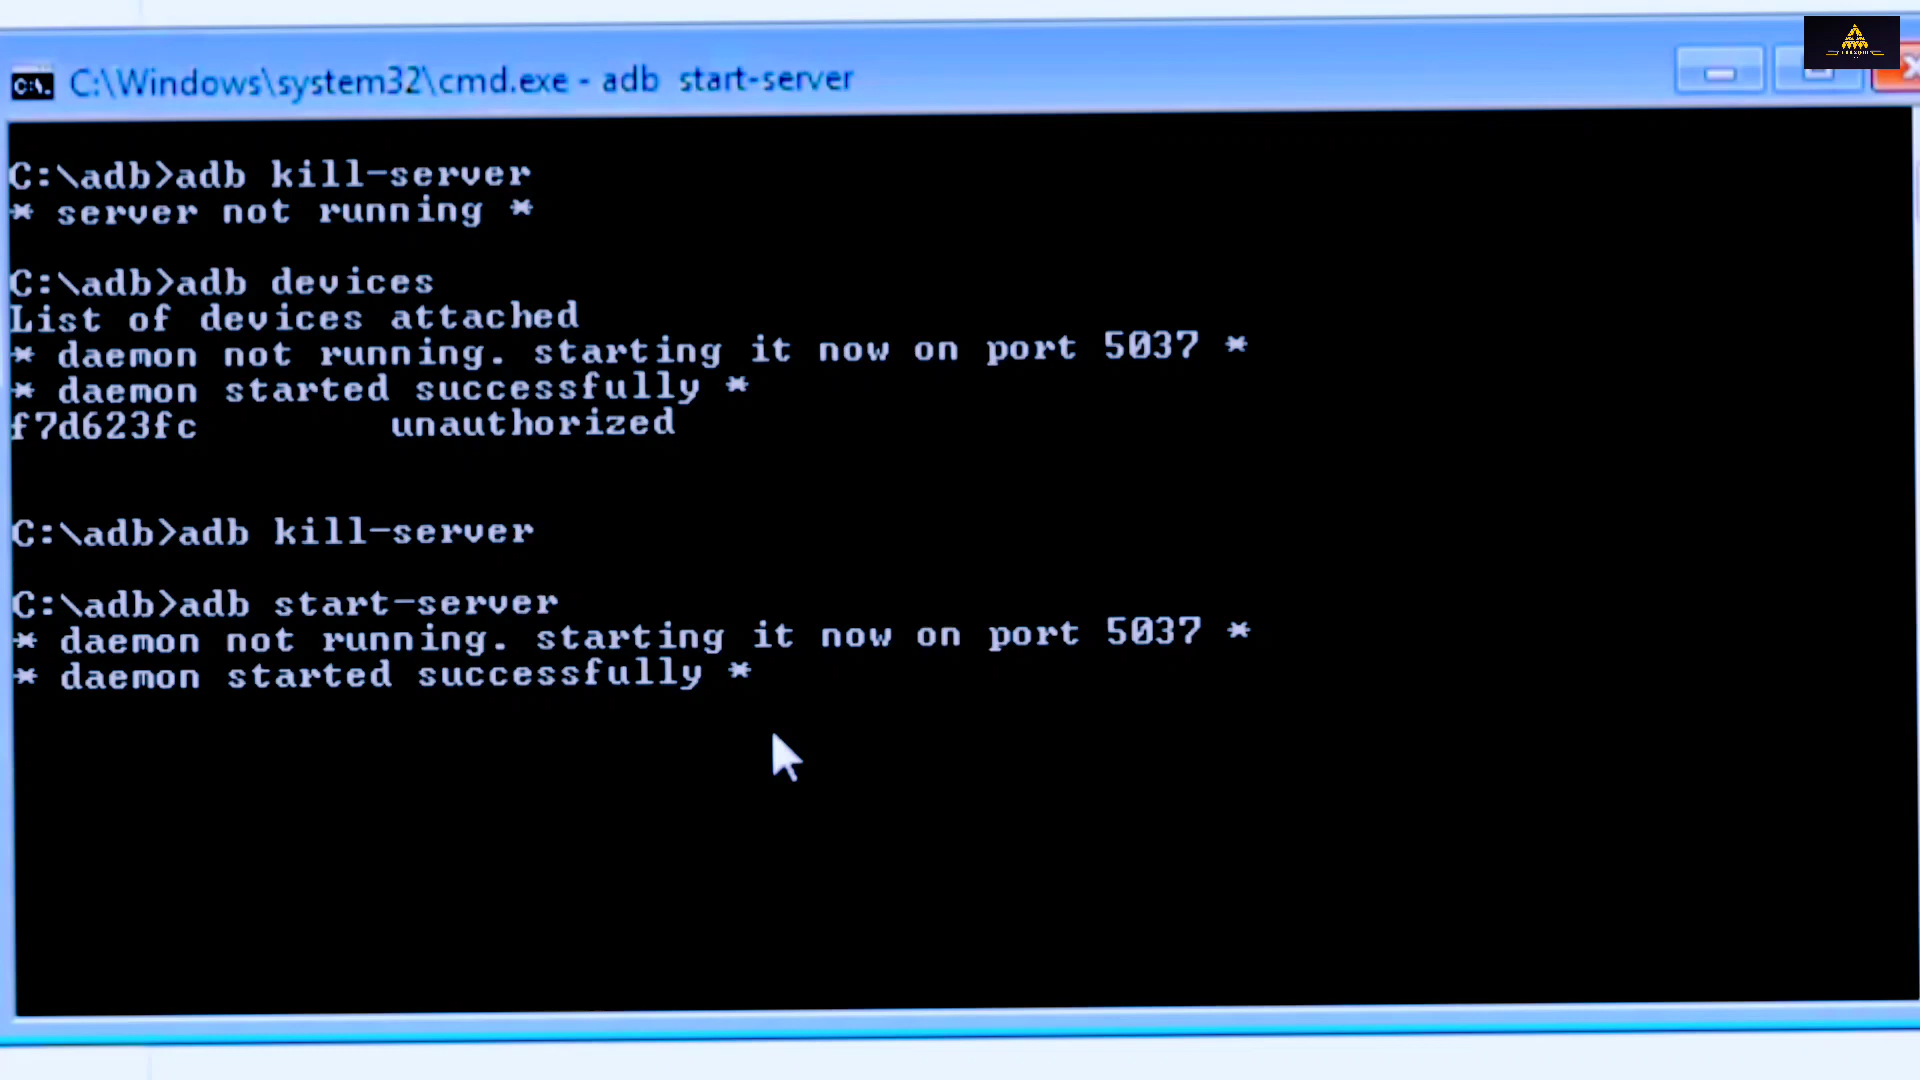 C:\Windows\system32\cmd.exe - adb  start-server
C:\adb>adb kill-server
* server not running *
C:\adb>adb devices
List of devices attached
* daemon not running. starting it now on port 5037 *
* daemon started successfully *
f7d623fc        unauthorized
C:\adb>adb kill-server
C:\adb>adb start-server
* daemon not running. starting it now on port 5037 *
* daemon started successfully *